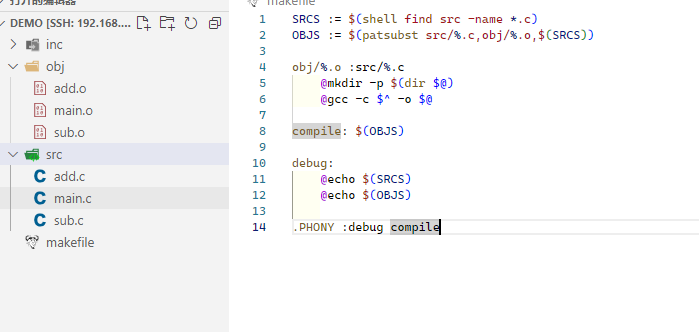 打开的编辑器
makefile
DEMO [SSH: 192.168....
inc
obj
add.o
main.o
sub.o
src
C add.c
C main.c
C sub.c
makefile
1 SRCS := $(shell find src -name *.c)
2 OBJS := $(patsubst src/%.c,obj/%.o,$(SRCS))
3
4 obj/%.o :src/%.c
5 @mkdir -p $(dir $@)
6 @gcc -c $^ -o $@
7
8 compile: $(OBJS)
9
10 debug:
11 @echo $(SRCS)
12 @echo $(OBJS)
13
14 .PHONY :debug compile